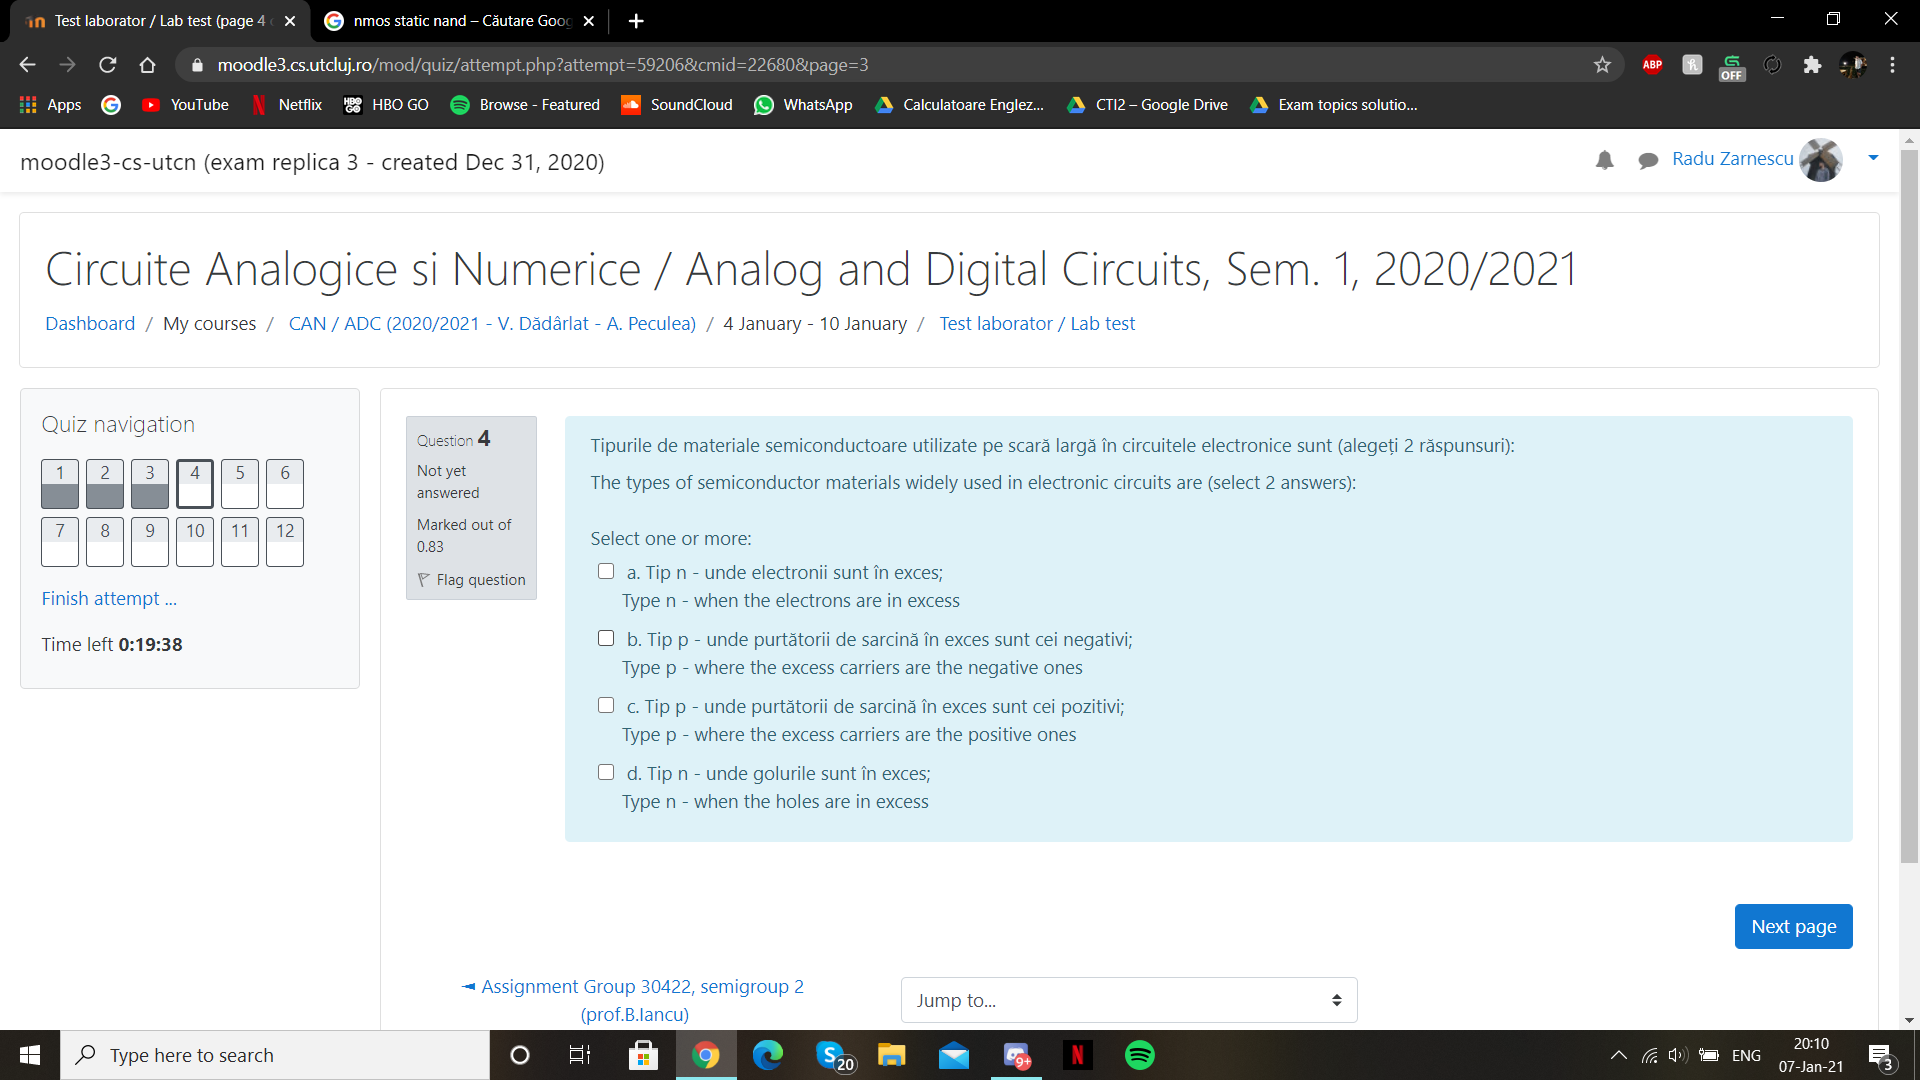 Test laborator / Lab test (page 4
nmos static nand – Căutare Goog
moodle3.cs.utcluj.ro/mod/quiz/attempt.php?attempt=59206&cmid=22680&page=3
ABP
OFF
Apps
YouTube
Netflix
HBO GO
HBO GO
Browse - Featured
SoundCloud
WhatsApp
Calculatoare Englez...
CTI2 – Google Drive
Exam topics solutio...
moodle3-cs-utcn (exam replica 3 - created Dec 31, 2020)
Radu Zarnescu
Circuite Analogice si Numerice / Analog and Digital Circuits, Sem. 1, 2020/2021
Dashboard / My courses / CAN / ADC (2020/2021 - V. Dădârlat - A. Peculea) / 4 January - 10 January / Test laborator / Lab test
Quiz navigation
1 2 3 4 5 6
7 8 9 10 11 12
Finish attempt ...
Time left 0:19:38
Question 4
Not yet
answered
Marked out of
0.83
Flag question
Tipurile de materiale semiconductoare utilizate pe scară largă în circuitele electronice sunt (alegeți 2 răspunsuri):
The types of semiconductor materials widely used in electronic circuits are (select 2 answers):
Select one or more:
a. Tip n - unde electronii sunt în exces;
Type n - when the electrons are in excess
b. Tip p - unde purtătorii de sarcină în exces sunt cei negativi;
Type p - where the excess carriers are the negative ones
c. Tip p - unde purtătorii de sarcină în exces sunt cei pozitivi;
Type p - where the excess carriers are the positive ones
d. Tip n - unde golurile sunt în exces;
Type n - when the holes are in excess
Next page
◄ Assignment Group 30422, semigroup 2
(prof.B.Iancu)
Jump to...
Type here to search
20
9+
ENG
20:10
07-Jan-21
3